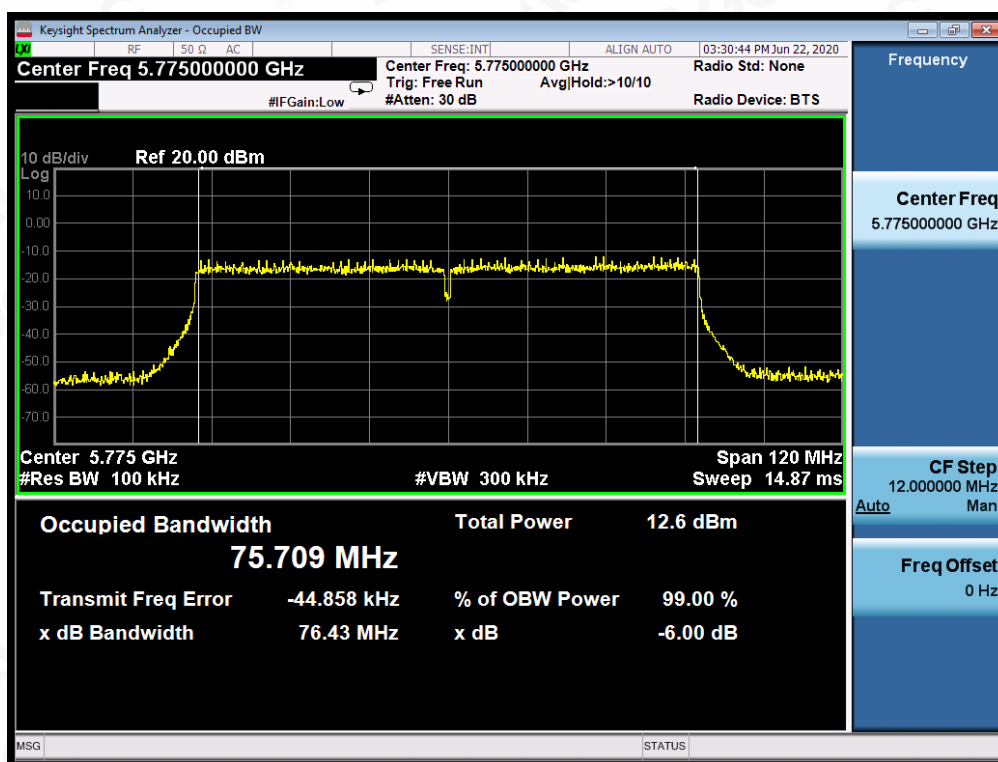 Keysight Spectrum Analyzer - Occupied BW
LXI RF 50 Ω AC SENSE:INT ALIGN AUTO 03:30:44 PM Jun 22, 2020
Center Freq 5.775000000 GHz
Center Freq: 5.775000000 GHz Radio Std: None
Trig: Free Run Avg|Hold:>10/10
#IFGain:Low #Atten: 30 dB Radio Device: BTS
10 dB/div Ref 20.00 dBm
Log
10.0
0.00
-10.0
-20.0
-30.0
-40.0
-50.0
-60.0
-70.0
Center 5.775 GHz Span 120 MHz
#Res BW 100 kHz #VBW 300 kHz Sweep 14.87 ms
Occupied Bandwidth Total Power 12.6 dBm
75.709 MHz
Transmit Freq Error -44.858 kHz % of OBW Power 99.00 %
x dB Bandwidth 76.43 MHz x dB -6.00 dB
MSG STATUS
Frequency
Center Freq
5.775000000 GHz
CF Step
12.000000 MHz
Auto Man
Freq Offset
0 Hz